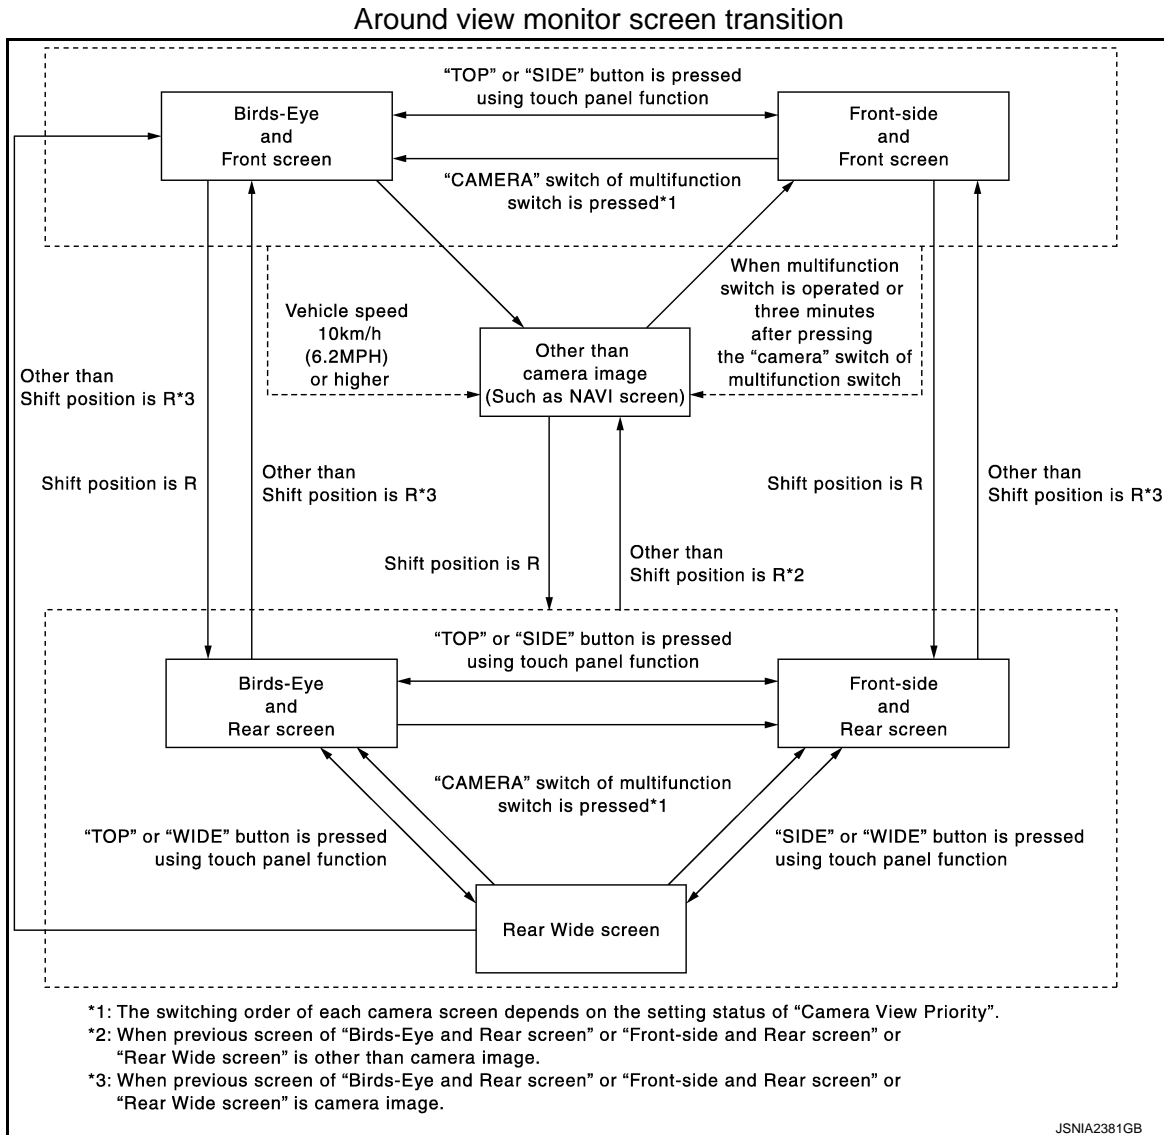 Around view monitor screen transition
“TOP” or “SIDE” button is pressed
using touch panel function
Birds-Eye
and
Front screen
Front-side
and
Front screen
“CAMERA” switch of multifunction
switch is pressed*1
Vehicle speed
10km/h
(6.2MPH)
or higher
When multifunction
switch is operated or
three minutes
after pressing
the “camera” switch of
multifunction switch
Other than
camera image
(Such as NAVI screen)
Other than
Shift position is R*3
Shift position is R
Other than
Shift position is R*3
Shift position is R
Other than
Shift position is R*3
Shift position is R
Other than
Shift position is R*2
“TOP” or “SIDE” button is pressed
using touch panel function
Birds-Eye
and
Rear screen
Front-side
and
Rear screen
“CAMERA” switch of multifunction
switch is pressed*1
“TOP” or “WIDE” button is pressed
using touch panel function
“SIDE” or “WIDE” button is pressed
using touch panel function
Rear Wide screen
*1: The switching order of each camera screen depends on the setting status of “Camera View Priority”.
*2: When previous screen of “Birds-Eye and Rear screen” or “Front-side and Rear screen” or
“Rear Wide screen” is other than camera image.
*3: When previous screen of “Birds-Eye and Rear screen” or “Front-side and Rear screen” or
“Rear Wide screen” is camera image.
JSNIA2381GB